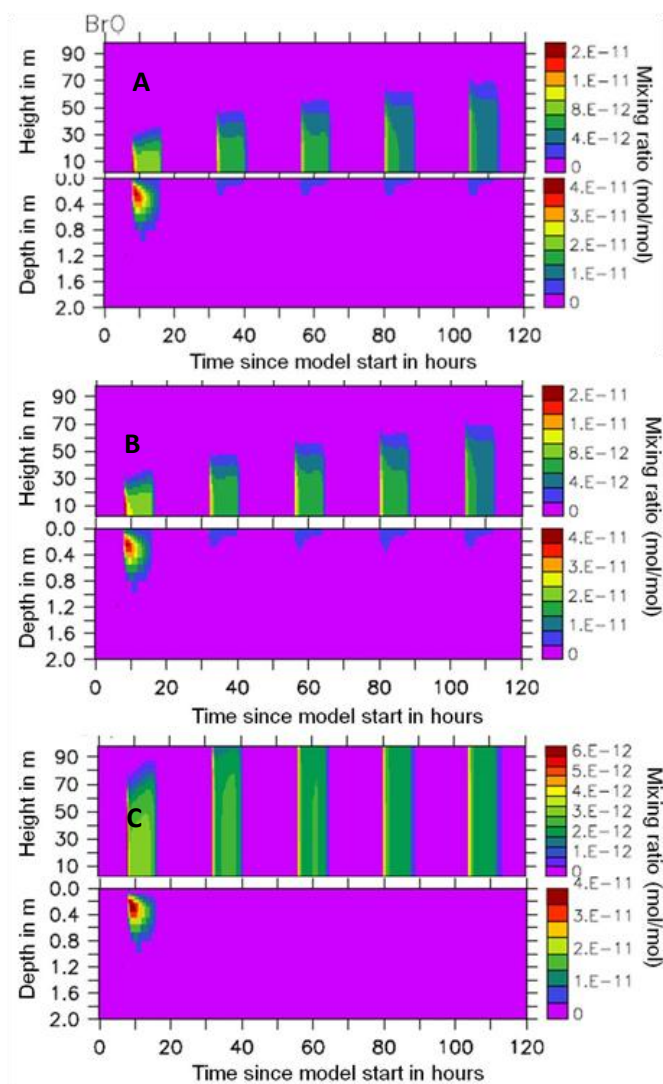 BrO
A
Height in m
90
70
50
30
10
2.E-11
1.E-11
8.E-12
4.E-12
0
Depth in m
0.0
0.4
0.8
1.2
1.6
2.0
4.E-11
3.E-11
2.E-11
1.E-11
0
Mixing ratio (mol/mol)
0 20 40 60 80 100 120
Time since model start in hours
B
Height in m
90
70
50
30
10
2.E-11
1.E-11
8.E-12
4.E-12
0
Depth in m
0.0
0.4
0.8
1.2
1.6
2.0
4.E-11
3.E-11
2.E-11
1.E-11
0
Mixing ratio (mol/mol)
0 20 40 60 80 100 120
Time since model start in hours
C
Height in m
90
70
50
30
10
6.E-12
5.E-12
4.E-12
3.E-12
2.E-12
1.E-12
0
Depth in m
0.0
0.4
0.8
1.2
1.6
2.0
4.E-11
3.E-11
2.E-11
1.E-11
0
Mixing ratio (mol/mol)
0 20 40 60 80 100 120
Time since model start in hours